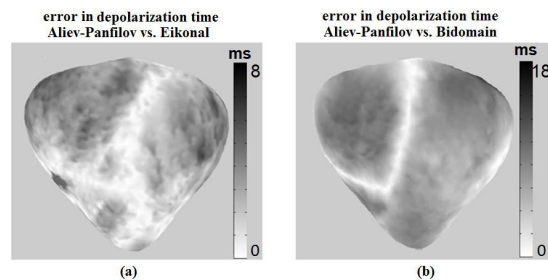 error in depolarization time
Aliev-Panfilov vs. Eikonal
ms
8
0
(a)
error in depolarization time
Aliev-Panfilov vs. Bidomain
ms
18
0
(b)